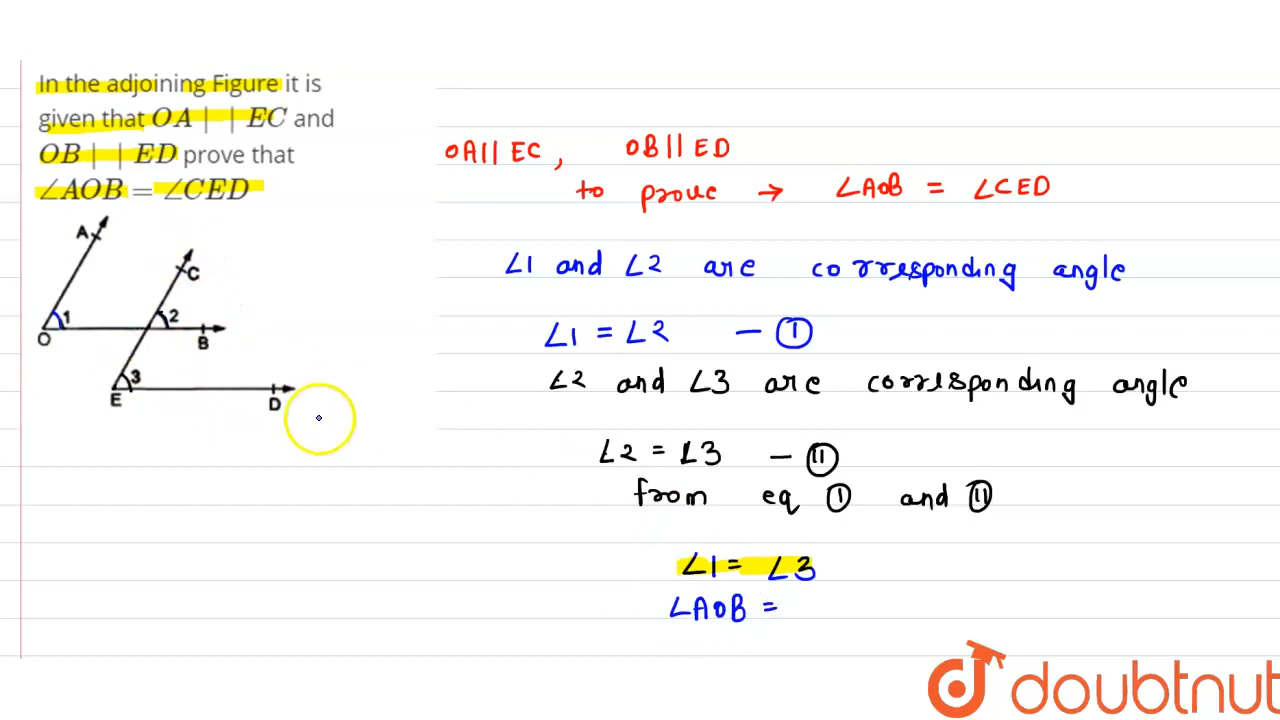 In the adjoining Figure it is
given that OA | | EC and
OB | | ED prove that
∠AOB = ∠CED
A
C
1
2
O
B
3
E
D
OA || EC, OB || ED
to prove → ∠AOB = ∠CED
∠1 and ∠2 are corresponding angle
∠1 = ∠2 — ①
∠2 and ∠3 are corresponding angle
∠2 = ∠3 — Ⅱ
from eq ① and Ⅱ
∠1 = ∠3
∠AOB =
doubtnut